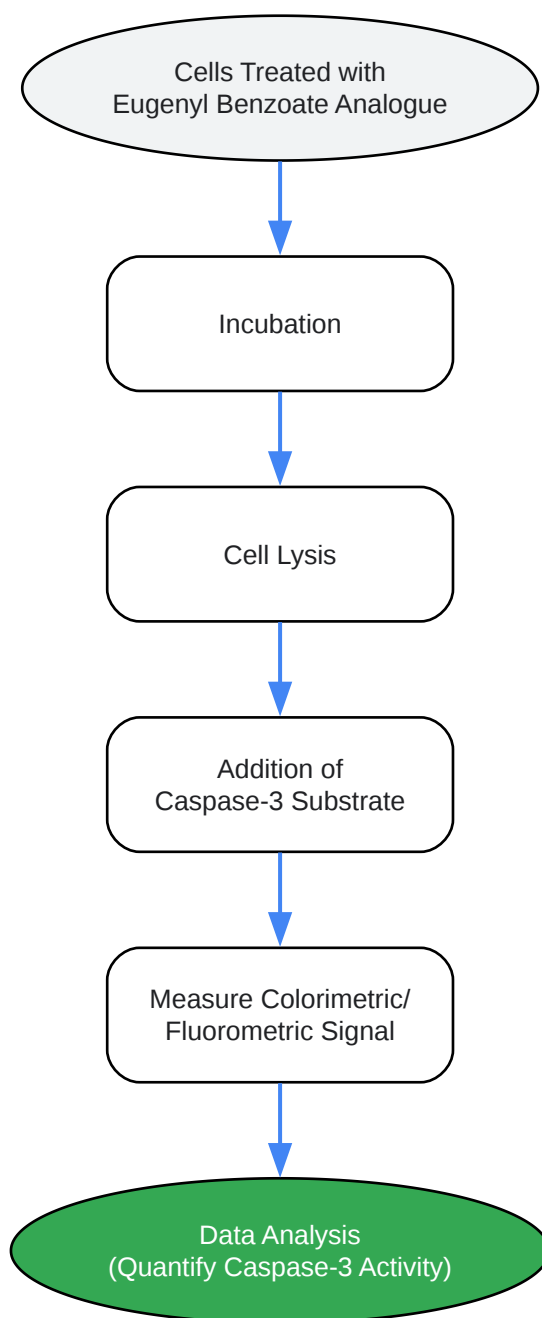 Cells Treated with
Eugenyl Benzoate Analogue
Incubation
Cell Lysis
Addition of
Caspase-3 Substrate
Measure Colorimetric/
Fluorometric Signal
Data Analysis
(Quantify Caspase-3 Activity)